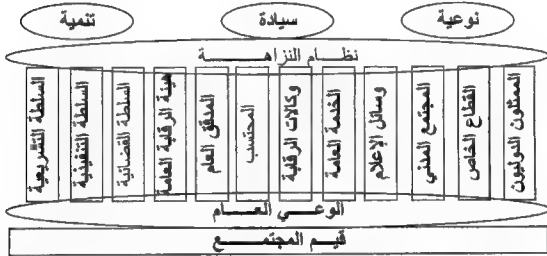 نوعية
سيادة
تنمية
نظام النزاهة
الممثلون الدوليون
القطاع الخاص
المجتمع المدني
وسائل الإعلام
الخدمة العامة
وكالات الرقابة
المحتسب
المدقق العام
هيئة الرقابة العامة
السلطة القضائية
السلطة التنفيذية
السلطة التشريعية
الوعي العام
قيم المجتمع